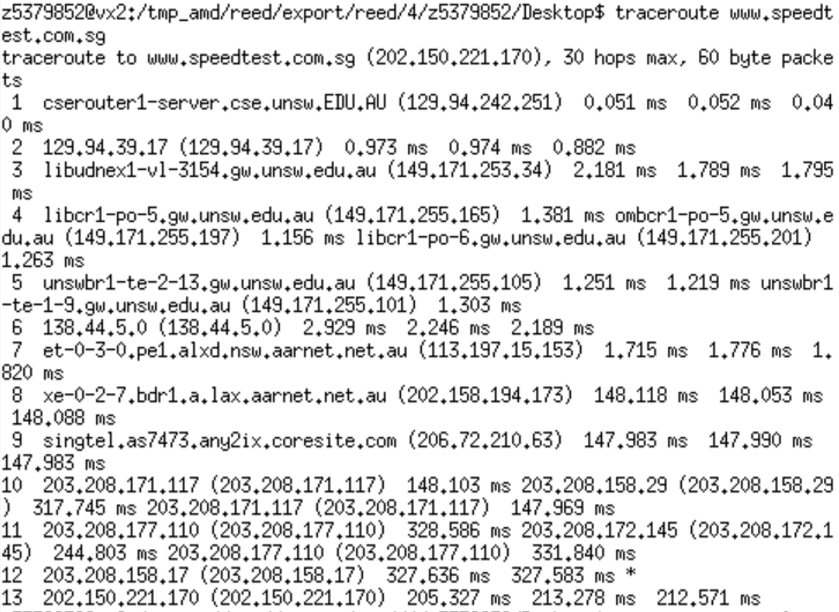 z5379852@vx2:/tmp_amd/reed/export/reed/4/z5379852/Desktop$ traceroute www.speedt
est.com.sg
traceroute to www.speedtest.com.sg (202.150.221.170), 30 hops max, 60 byte packe
ts
 1  cserouter1-server.cse.unsw.EDU.AU (129.94.242.251)  0.051 ms  0.052 ms  0.04
0 ms
 2  129.94.39.17 (129.94.39.17)  0.973 ms  0.974 ms  0.882 ms
 3  libudnex1-vl-3154.gw.unsw.edu.au (149.171.253.34)  2.181 ms  1.789 ms  1.795
 ms
 4  libcr1-po-5.gw.unsw.edu.au (149.171.255.165)  1.381 ms ombcr1-po-5.gw.unsw.e
du.au (149.171.255.197)  1.156 ms libcr1-po-6.gw.unsw.edu.au (149.171.255.201)
1.263 ms
 5  unswbr1-te-2-13.gw.unsw.edu.au (149.171.255.105)  1.251 ms  1.219 ms unswbr1
-te-1-9.gw.unsw.edu.au (149.171.255.101)  1.303 ms
 6  138.44.5.0 (138.44.5.0)  2.929 ms  2.246 ms  2.189 ms
 7  et-0-3-0.pe1.alxd.nsw.aarnet.net.au (113.197.15.153)  1.715 ms  1.776 ms  1.
820 ms
 8  xe-0-2-7.bdr1.a.lax.aarnet.net.au (202.158.194.173)  148.118 ms  148.053 ms
 148.088 ms
 9  singtel.as7473.any2ix.coresite.com (206.72.210.63)  147.983 ms  147.990 ms
147.983 ms
10  203.208.171.117 (203.208.171.117)  148.103 ms 203.208.158.29 (203.208.158.29
)  317.745 ms 203.208.171.117 (203.208.171.117)  147.969 ms
11  203.208.177.110 (203.208.177.110)  328.586 ms 203.208.172.145 (203.208.172.1
45)  244.803 ms 203.208.177.110 (203.208.177.110)  331.840 ms
12  203.208.158.17 (203.208.158.17)  327.636 ms  327.583 ms *
13  202.150.221.170 (202.150.221.170)  205.327 ms  213.278 ms  212.571 ms